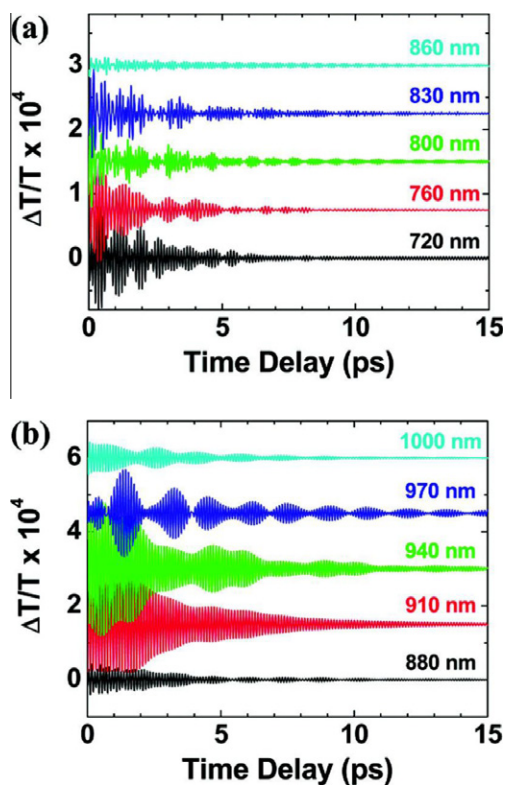 (a)
860 nm
830 nm
800 nm
760 nm
720 nm
ΔT/T x 10⁴
3
2
1
0
0 5 10 15
Time Delay (ps)
(b)
1000 nm
970 nm
940 nm
910 nm
880 nm
ΔT/T x 10⁴
6
4
2
0
0 5 10 15
Time Delay (ps)